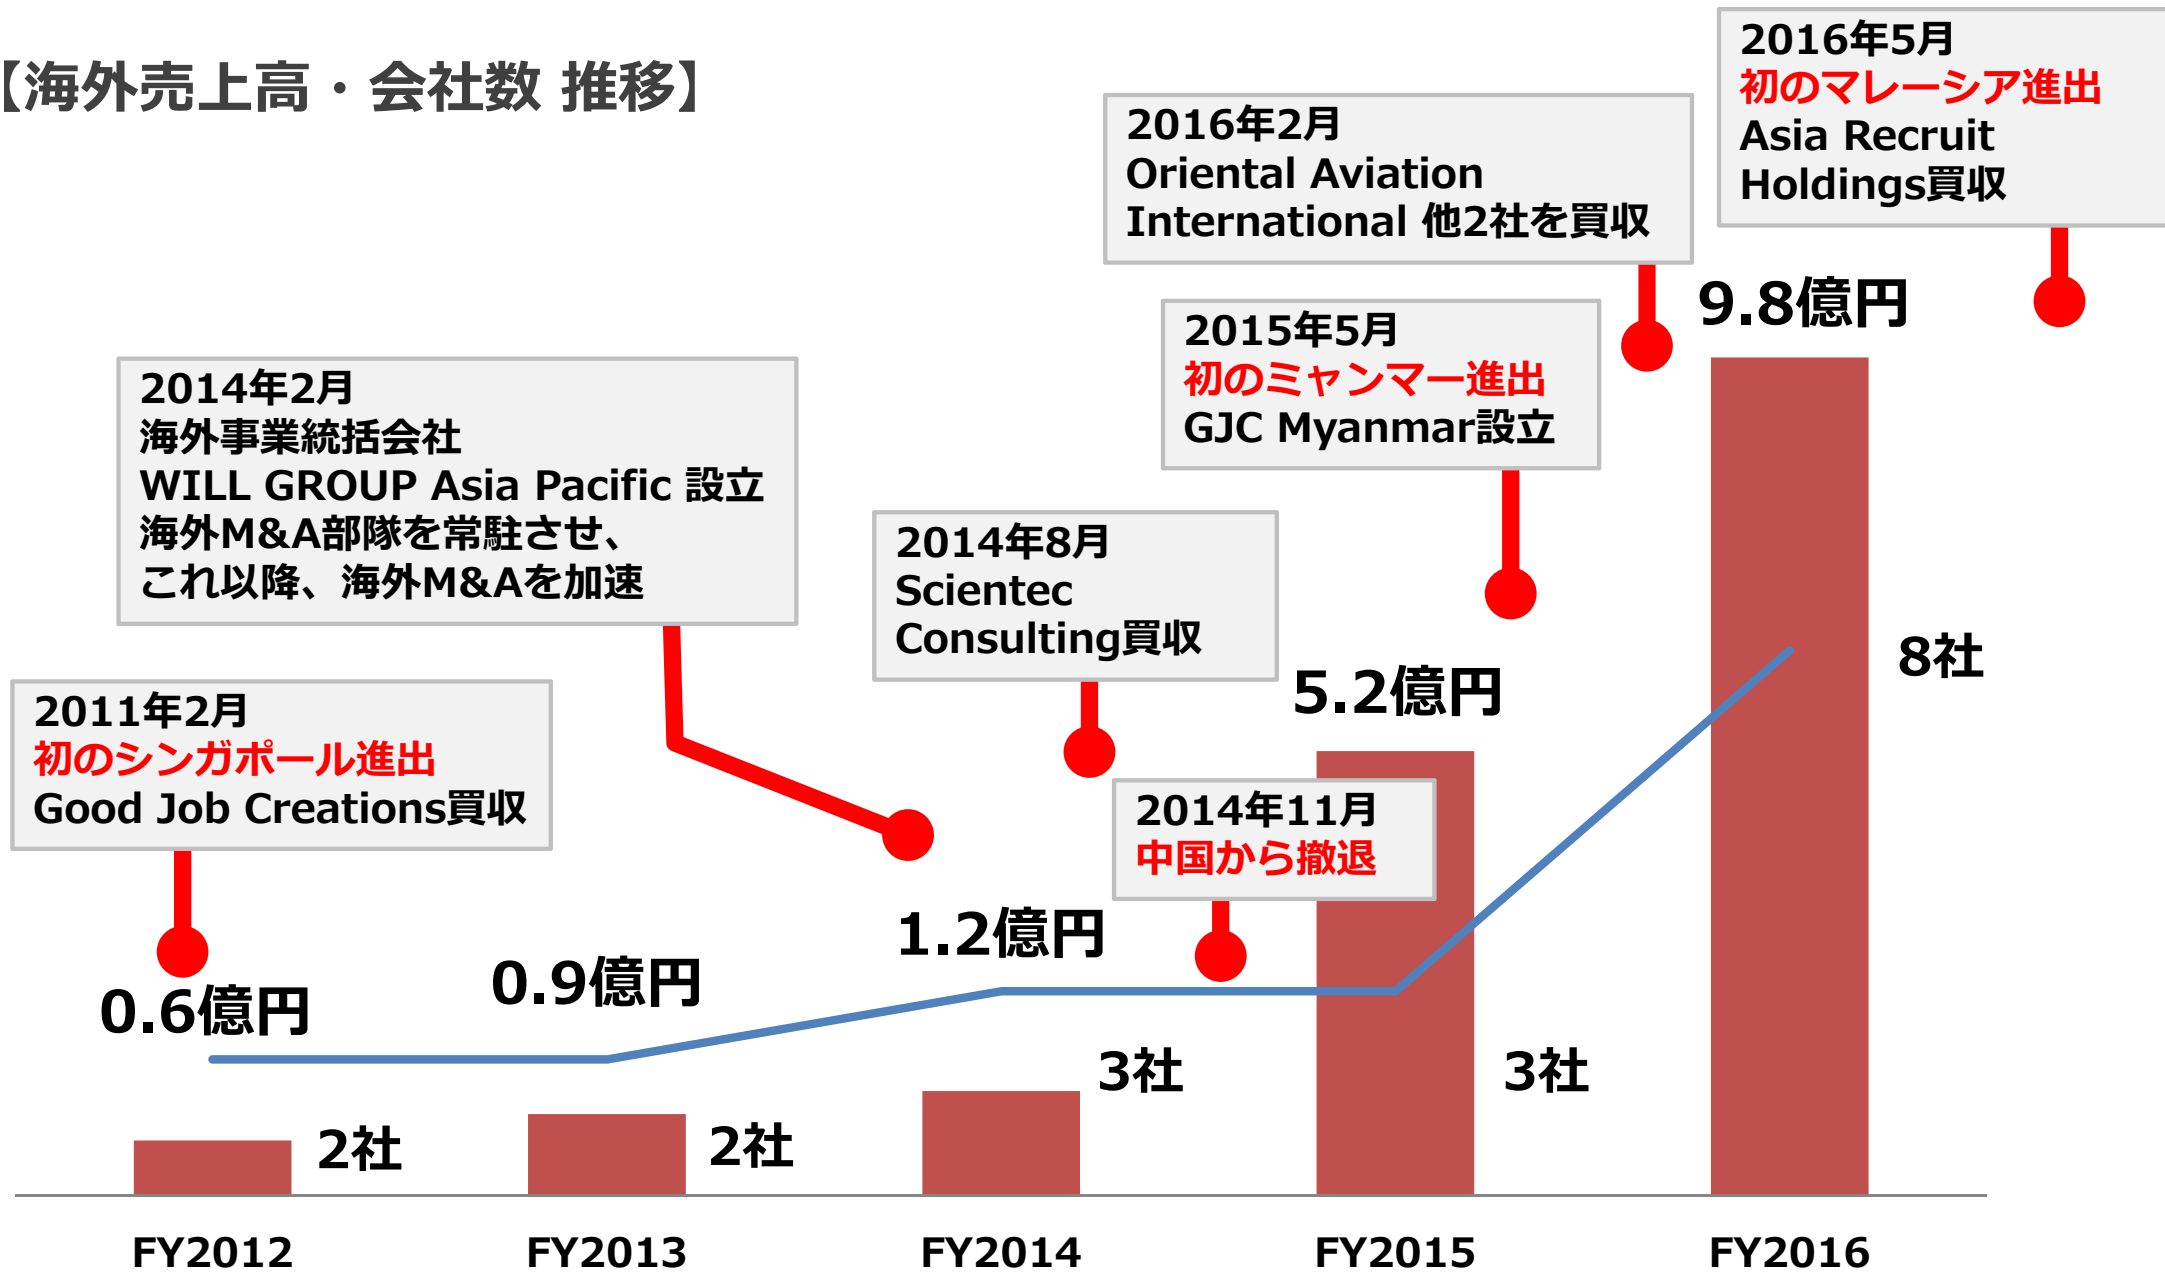 【海外売上高・会社数 推移】
2016年5月
初のマレーシア進出
Asia Recruit
Holdings買収
2016年2月
Oriental Aviation
International 他2社を買収
9.8億円
2015年5月
初のミャンマー進出
GJC Myanmar設立
2014年2月
海外事業統括会社
WILL GROUP Asia Pacific 設立
海外M&A部隊を常駐させ、
これ以降、海外M&Aを加速
2014年8月
Scientec
Consulting買収
8社
5.2億円
2011年2月
初のシンガポール進出
Good Job Creations買収
2014年11月
中国から撤退
1.2億円
0.9億円
0.6億円
3社
3社
2社
2社
FY2012
FY2013
FY2014
FY2015
FY2016